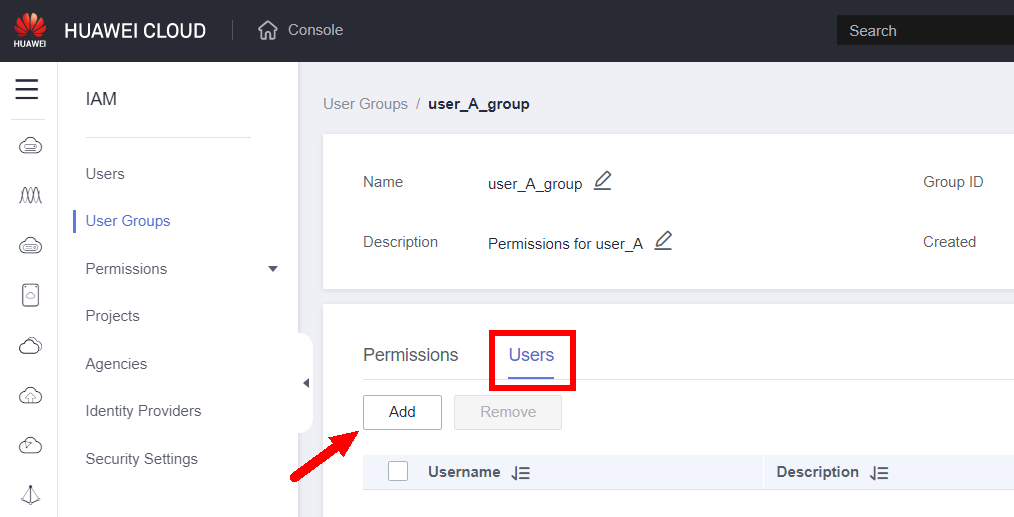 HUAWEI
HUAWEI CLOUD
Console
Search
IAM
Users
User Groups
Permissions
Projects
Agencies
Identity Providers
Security Settings
User Groups / user_A_group
Name user_A_group Group ID
Description Permissions for user_A Created
Permissions Users
Add Remove
Username Description